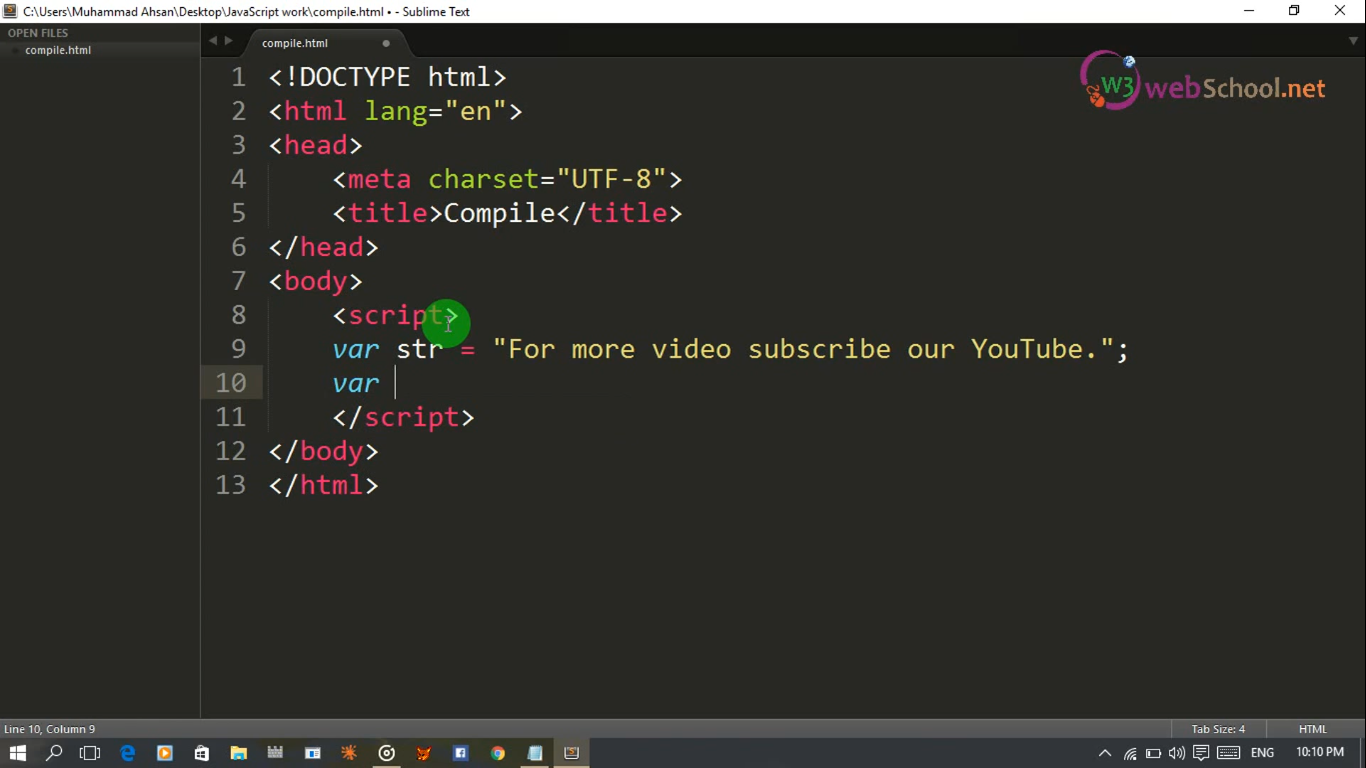 C:\Users\Muhammad Ahsan\Desktop\JavaScript work\compile.html • - Sublime Text
OPEN FILES
compile.html
compile.html
W3 webSchool.net
1 <!DOCTYPE html>
2 <html lang="en">
3 <head>
4 <meta charset="UTF-8">
5 <title>Compile</title>
6 </head>
7 <body>
8 <script>
9 var str = "For more video subscribe our YouTube.";
10 var
11 </script>
12 </body>
13 </html>
Line 10, Column 9
Tab Size: 4
HTML
ENG
10:10 PM